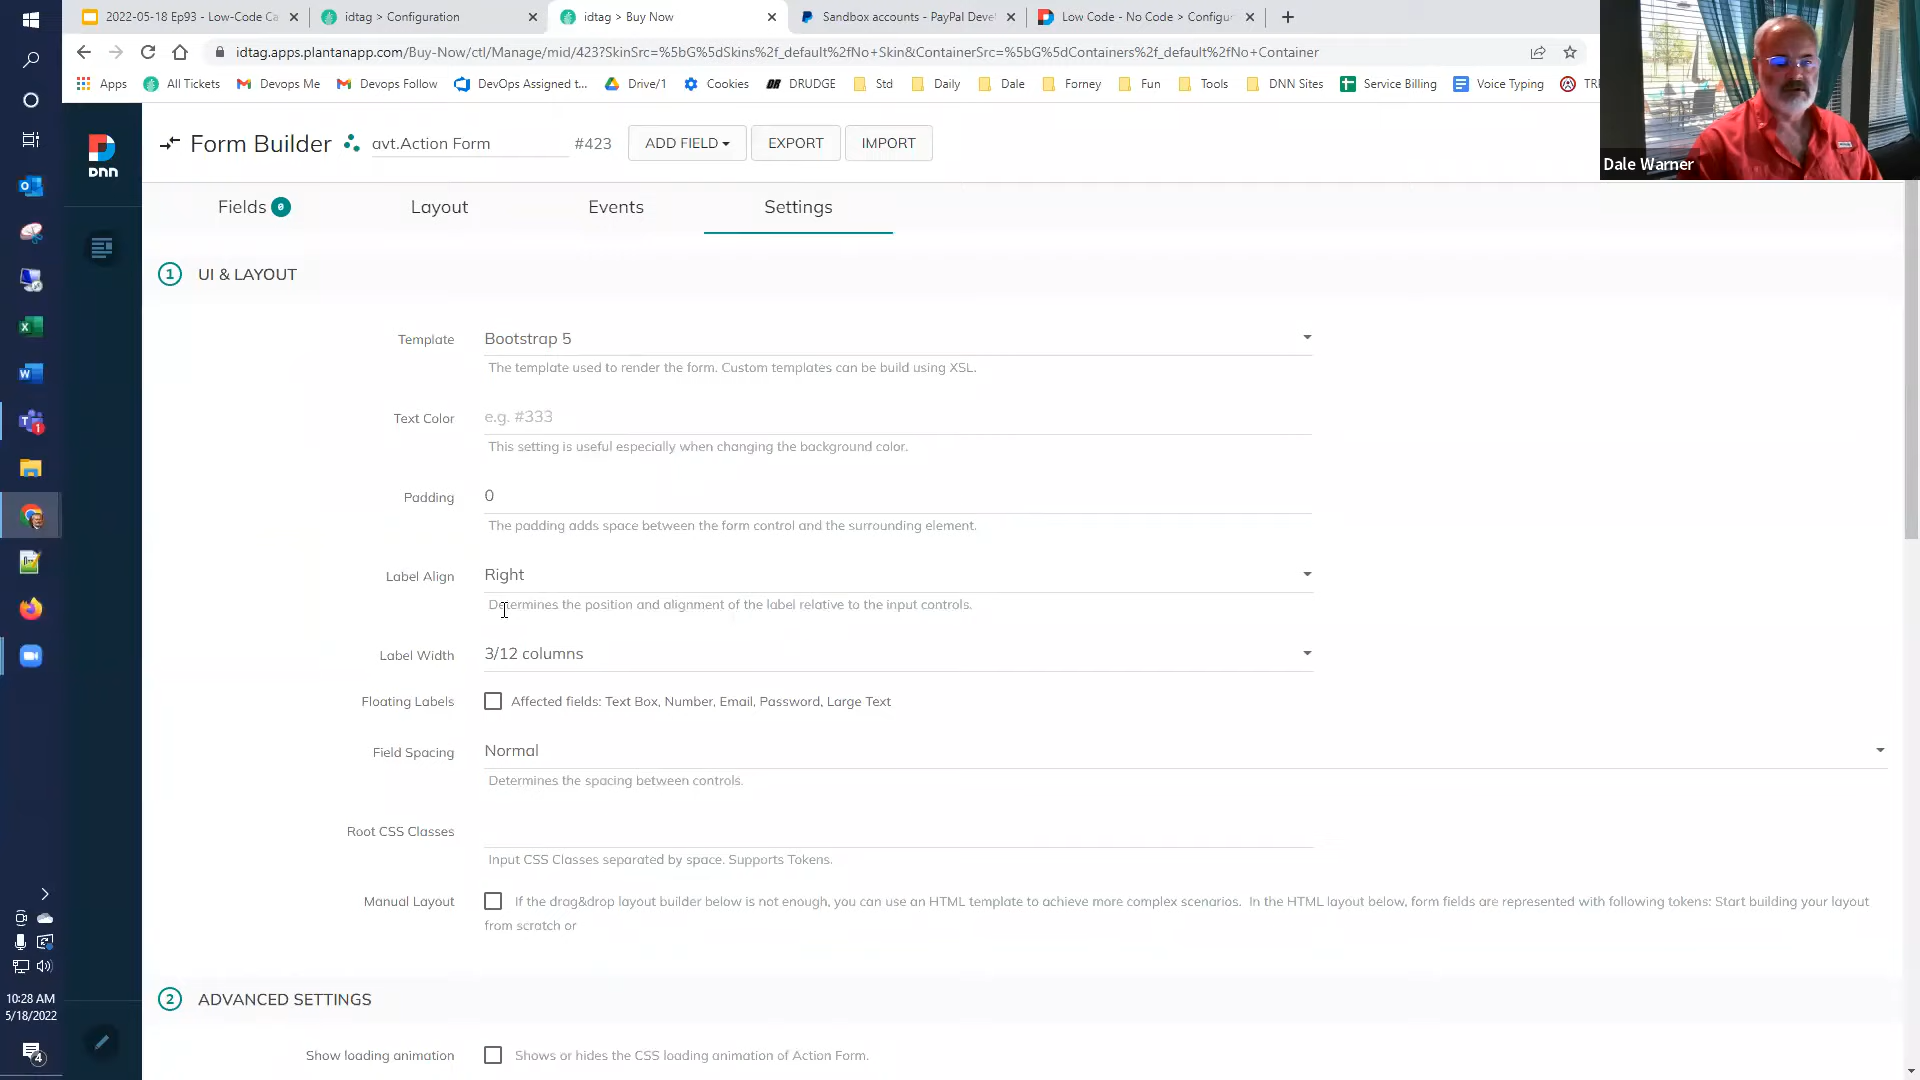 2022-05-18 Ep93 - Low-Code Ca
idtag > Configuration
idtag > Buy Now
Sandbox accounts - PayPal Deve
Low Code - No Code > Configu
idtag.apps.plantanapp.com/Buy-Now/ctl/Manage/mid/423?SkinSrc=%5bG%5dSkins%2f_default%2fNo+Skin&ContainerSrc=%5bG%5dContainers%2f_default%2fNo+Container
Apps
All Tickets
Devops Me
Devops Follow
DevOps Assigned t...
Drive/1
Cookies
DRUDGE
Std
Daily
Dale
Forney
Fun
Tools
DNN Sites
Service Billing
Voice Typing
Dale Warner
Form Builder
avt.Action Form
#423
ADD FIELD
EXPORT
IMPORT
Fields
Layout
Events
Settings
1 UI & LAYOUT
Template
Bootstrap 5
The template used to render the form. Custom templates can be build using XSL.
Text Color
e.g. #333
This setting is useful especially when changing the background color.
Padding
0
The padding adds space between the form control and the surrounding element.
Label Align
Right
Determines the position and alignment of the label relative to the input controls.
Label Width
3/12 columns
Floating Labels
Affected fields: Text Box, Number, Email, Password, Large Text
Field Spacing
Normal
Determines the spacing between controls.
Root CSS Classes
Input CSS Classes separated by space. Supports Tokens.
Manual Layout
If the drag&drop layout builder below is not enough, you can use an HTML template to achieve more complex scenarios. In the HTML layout below, form fields are represented with following tokens: Start building your layout
from scratch or
2 ADVANCED SETTINGS
Show loading animation
Shows or hides the CSS loading animation of Action Form.
dnn
10:28 AM
5/18/2022
4